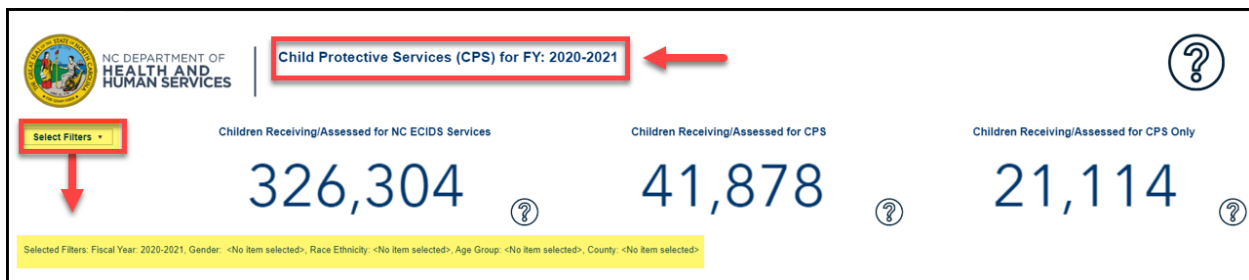 NC DEPARTMENT OF
HEALTH AND
HUMAN SERVICES
Child Protective Services (CPS) for FY: 2020-2021
?
Select Filters ▾
Children Receiving/Assessed for NC ECIDS Services
326,304
?
Children Receiving/Assessed for CPS
41,878
?
Children Receiving/Assessed for CPS Only
21,114
?
Selected Filters: Fiscal Year: 2020-2021, Gender: <No item selected>, Race Ethnicity: <No item selected>, Age Group: <No item selected>, County: <No item selected>